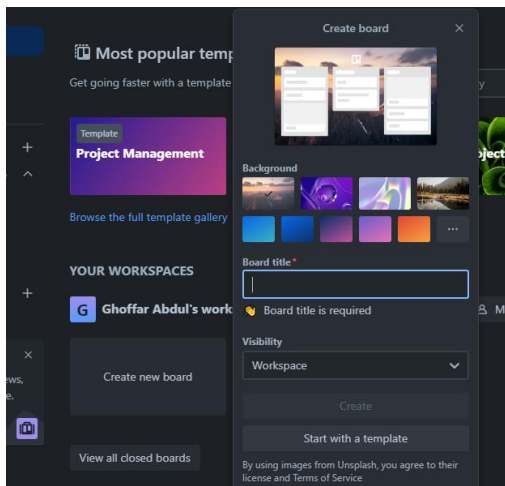 Most popular temp
Get going faster with a template
Template
Project Management
Browse the full template gallery
YOUR WORKSPACES
G
Ghoffar Abdul's work
Create new board
View all closed boards
ews,
e.
Create board
Background
Board title*
👋 Board title is required
Visibility
Workspace
Create
Start with a template
By using images from Unsplash, you agree to their
license and Terms of Service
y
ject
M